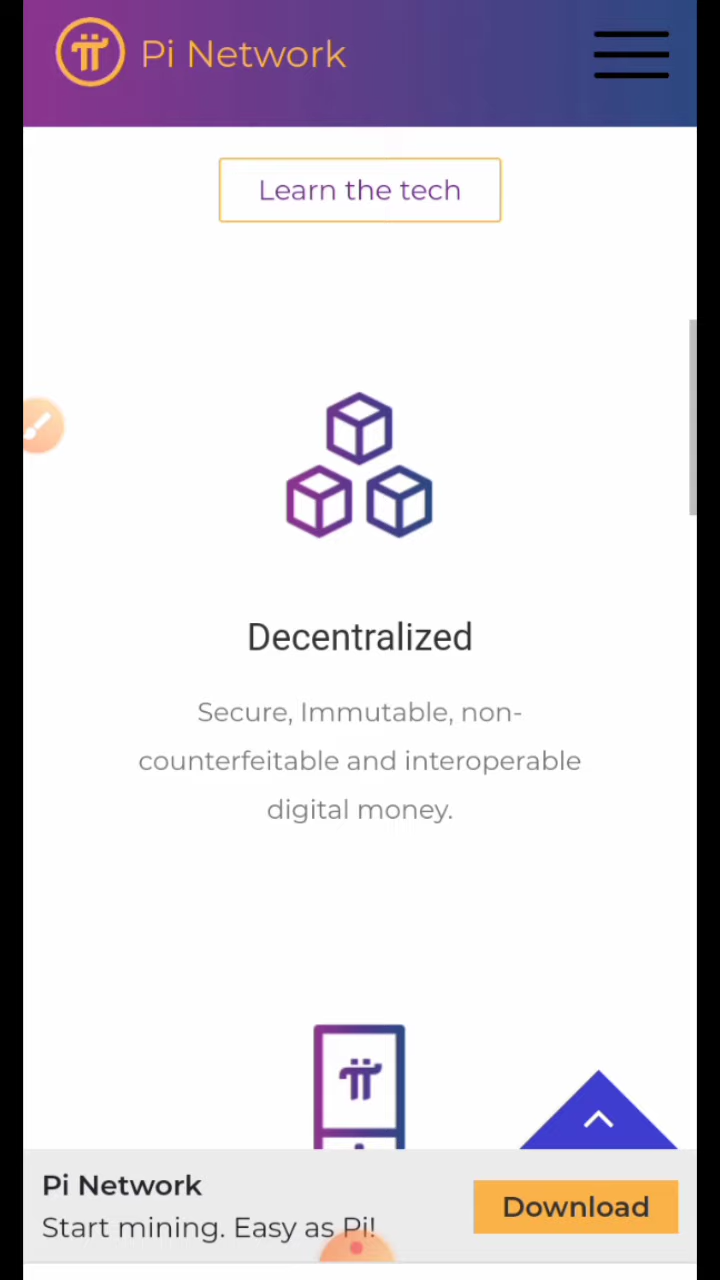 Pi Network
Learn the tech
Decentralized
Secure, Immutable, non-
counterfeitable and interoperable
digital money.
Pi Network
Start mining. Easy as Pi!
Download